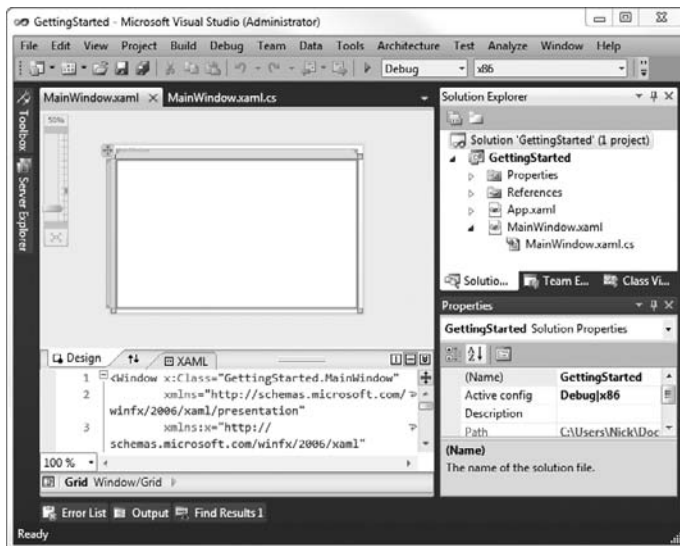 GettingStarted - Microsoft Visual Studio (Administrator)
File Edit View Project Build Debug Team Data Tools Architecture Test Analyze Window Help
Debug x86
Toolbox
Server Explorer
MainWindow.xaml MainWindow.xaml.cs
50%
Design XAML
1 <Window x:Class="GettingStarted.MainWindow"
2 xmlns="http://schemas.microsoft.com/
winfx/2006/xaml/presentation"
3 xmlns:x="http://
schemas.microsoft.com/winfx/2006/xaml"
100 %
Grid Window/Grid
Solution Explorer
Solution 'GettingStarted' (1 project)
GettingStarted
Properties
References
App.xaml
MainWindow.xaml
MainWindow.xaml.cs
Solutio... Team E... Class Vi...
Properties
GettingStarted Solution Properties
(Name) GettingStarted
Active config Debug|x86
Description
Path C:\Users\Nick\Doc
(Name)
The name of the solution file.
Error List Output Find Results 1
Ready